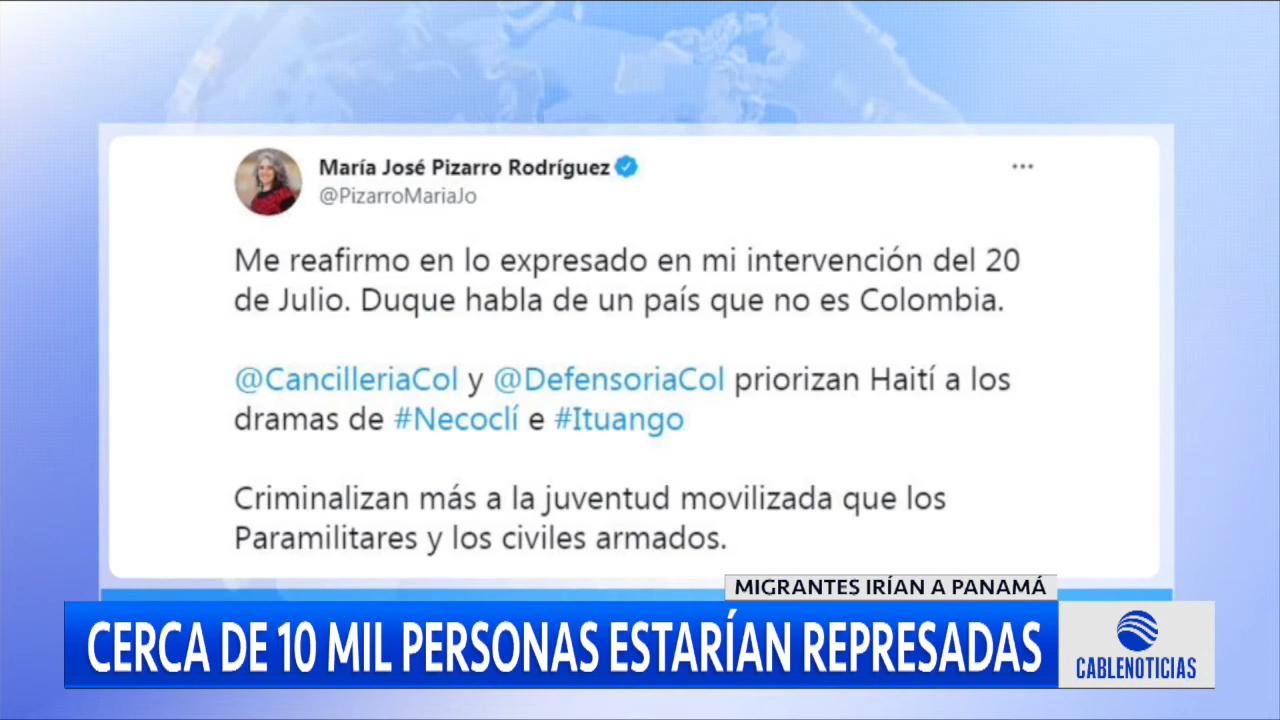 María José Pizarro Rodríguez
@PizarroMariaJo
Me reafirmo en lo expresado en mi intervención del 20
de Julio. Duque habla de un país que no es Colombia.
@CancilleriaCol y @DefensoriaCol priorizan Haití a los
dramas de #Necoclí e #Ituango
Criminalizan más a la juventud movilizada que los
Paramilitares y los civiles armados.
MIGRANTES IRÍAN A PANAMÁ
CERCA DE 10 MIL PERSONAS ESTARÍAN REPRESADAS
CABLENOTICIAS